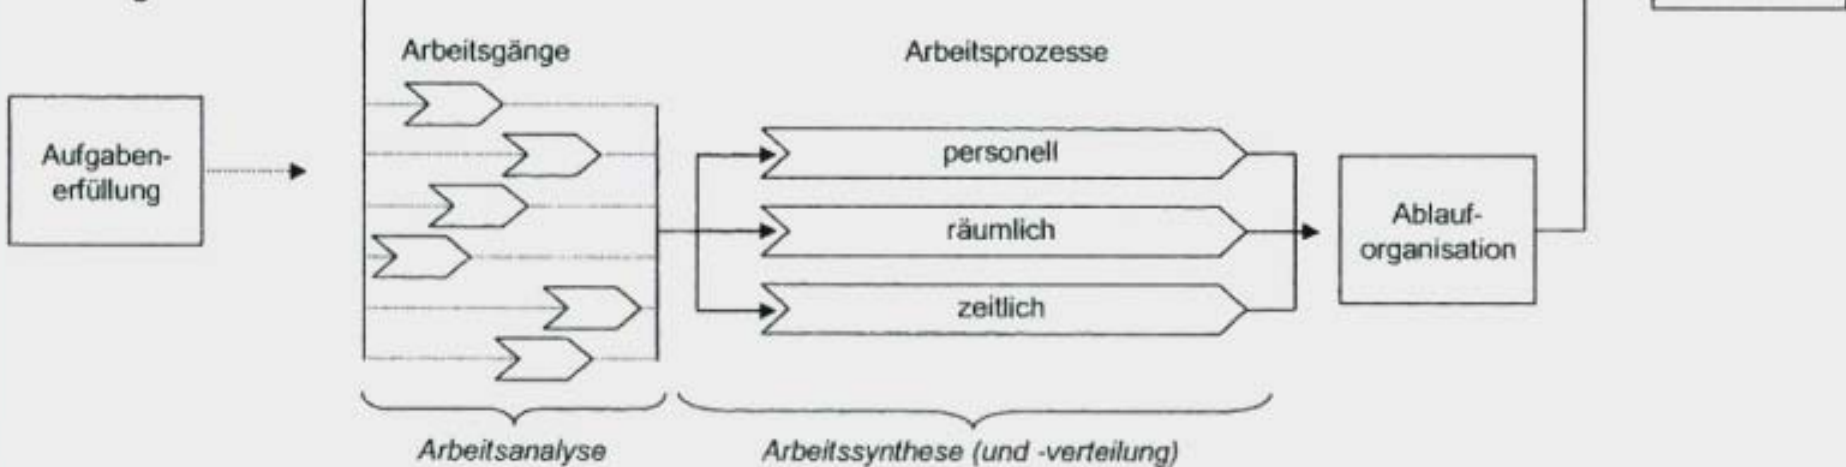 Arbeitsgänge
Arbeitsprozesse
Aufgaben-
erfüllung
personell
räumlich
zeitlich
Ablauf-
organisation
Arbeitsanalyse
Arbeitssynthese (und -verteilung)